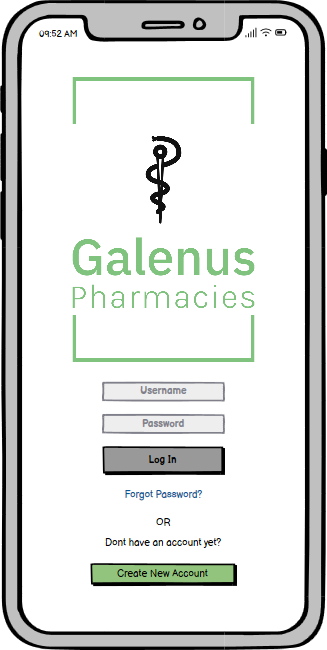 09:52 AM
Galenus
Pharmacies
Username
Password
Log In
Forgot Password?
OR
Dont have an account yet?
Create New Account